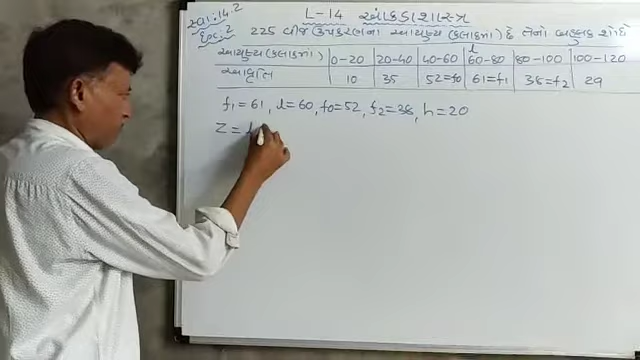 સ્વા. 14.2
L-14 આંકડાશાસ્ત્ર
225 વીજ ઉપકરણના આયુષ્ય (કલાકમાં) છે તેનો બહુલક શોધો
આયુષ્ય (કલાકમાં) 0-20 20-40 40-60 60-80 80-100 100-120
l
આવૃત્તિ 10 35 52=f0 61=f1 38=f2 29
f1=61, l=60, f0=52, f2=38, h=20
Z = l